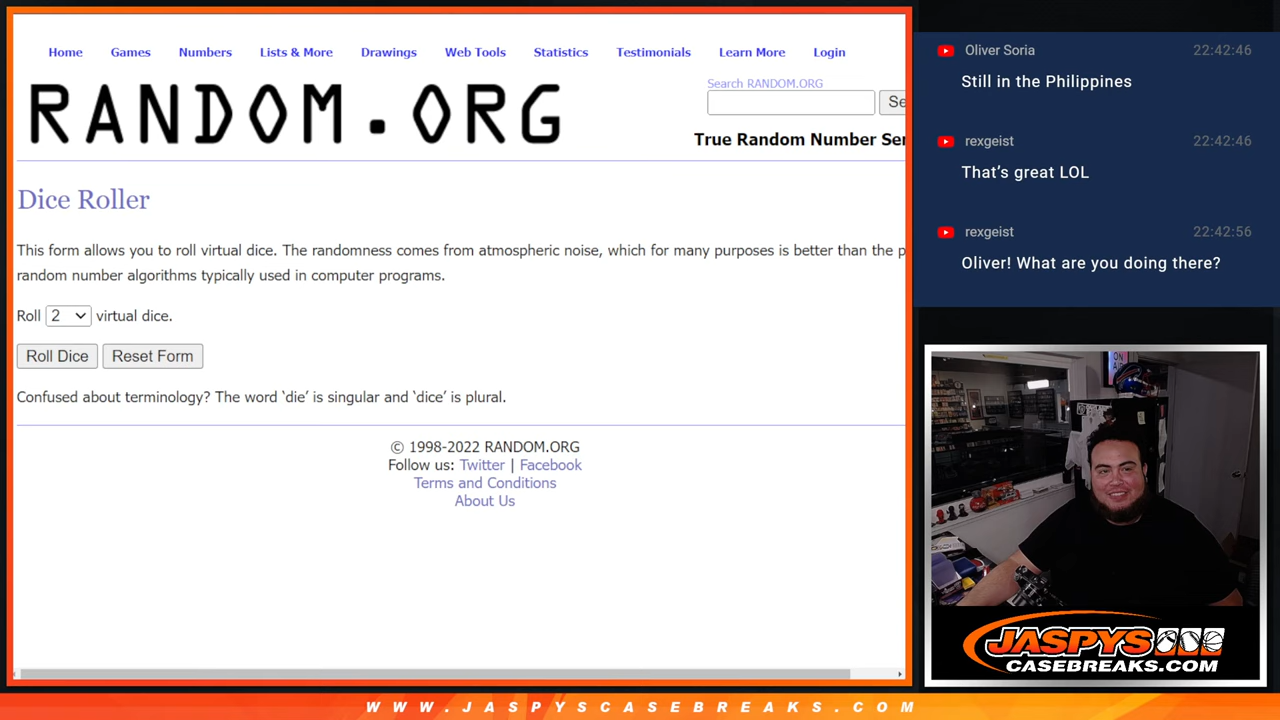 Home Games Numbers Lists & More Drawings Web Tools Statistics Testimonials Learn More Login
RANDOM.ORG
Search RANDOM.ORG
Se
True Random Number Ser
Dice Roller
This form allows you to roll virtual dice. The randomness comes from atmospheric noise, which for many purposes is better than the p
random number algorithms typically used in computer programs.
Roll 2 virtual dice.
Roll Dice Reset Form
Confused about terminology? The word ‘die’ is singular and ‘dice’ is plural.
© 1998-2022 RANDOM.ORG
Follow us: Twitter | Facebook
Terms and Conditions
About Us
Oliver Soria 22:42:46
Still in the Philippines
rexgeist 22:42:46
That’s great LOL
rexgeist 22:42:56
Oliver! What are you doing there?
ON
JASPYS
CASEBREAKS.COM
WWW.JASPYSCASEBREAKS.COM